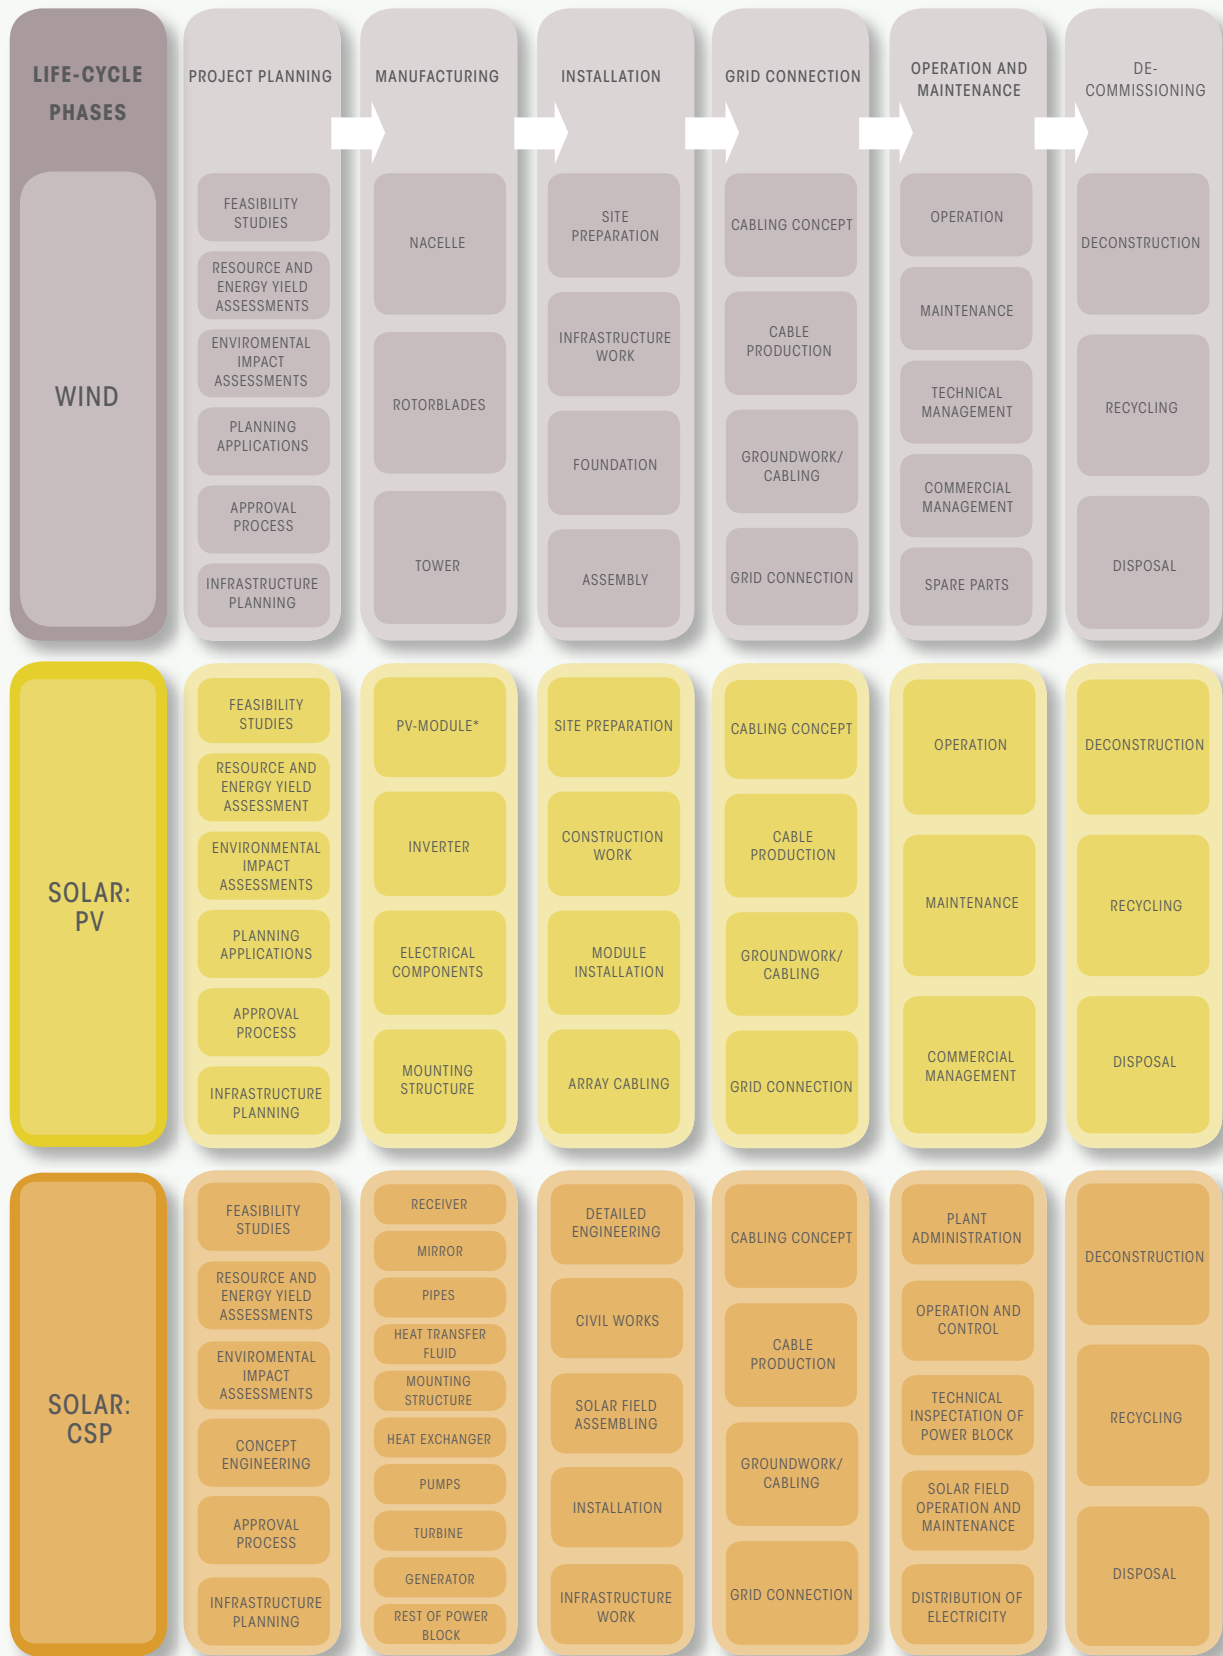 LIFE-CYCLE
PHASES
PROJECT PLANNING
MANUFACTURING
INSTALLATION
GRID CONNECTION
OPERATION AND
MAINTENANCE
DE-
COMMISSIONING
WIND
FEASIBILITY
STUDIES
RESOURCE AND
ENERGY YIELD
ASSESSMENTS
ENVIROMENTAL
IMPACT
ASSESSMENTS
PLANNING
APPLICATIONS
APPROVAL
PROCESS
INFRASTRUCTURE
PLANNING
NACELLE
ROTORBLADES
TOWER
SITE
PREPARATION
INFRASTRUCTURE
WORK
FOUNDATION
ASSEMBLY
CABLING CONCEPT
CABLE
PRODUCTION
GROUNDWORK/
CABLING
GRID CONNECTION
OPERATION
MAINTENANCE
TECHNICAL
MANAGEMENT
COMMERCIAL
MANAGEMENT
SPARE PARTS
DECONSTRUCTION
RECYCLING
DISPOSAL
SOLAR:
PV
FEASIBILITY
STUDIES
RESOURCE AND
ENERGY YIELD
ASSESSMENT
ENVIRONMENTAL
IMPACT
ASSESSMENTS
PLANNING
APPLICATIONS
APPROVAL
PROCESS
INFRASTRUCTURE
PLANNING
PV-MODULE*
INVERTER
ELECTRICAL
COMPONENTS
MOUNTING
STRUCTURE
SITE PREPARATION
CONSTRUCTION
WORK
MODULE
INSTALLATION
ARRAY CABLING
CABLING CONCEPT
CABLE
PRODUCTION
GROUNDWORK/
CABLING
GRID CONNECTION
OPERATION
MAINTENANCE
COMMERCIAL
MANAGEMENT
DECONSTRUCTION
RECYCLING
DISPOSAL
SOLAR:
CSP
FEASIBILITY
STUDIES
RESOURCE AND
ENERGY YIELD
ASSESSMENTS
ENVIROMENTAL
IMPACT
ASSESSMENTS
CONCEPT
ENGINEERING
APPROVAL
PROCESS
INFRASTRUCTURE
PLANNING
RECEIVER
MIRROR
PIPES
HEAT TRANSFER
FLUID
MOUNTING
STRUCTURE
HEAT EXCHANGER
PUMPS
TURBINE
GENERATOR
REST OF POWER
BLOCK
DETAILED
ENGINEERING
CIVIL WORKS
SOLAR FIELD
ASSEMBLING
INSTALLATION
INFRASTRUCTURE
WORK
CABLING CONCEPT
CABLE
PRODUCTION
GROUNDWORK/
CABLING
GRID CONNECTION
PLANT
ADMINISTRATION
OPERATION AND
CONTROL
TECHNICAL
INSPECTATION OF
POWER BLOCK
SOLAR FIELD
OPERATION AND
MAINTENANCE
DISTRIBUTION OF
ELECTRICITY
DECONSTRUCTION
RECYCLING
DISPOSAL